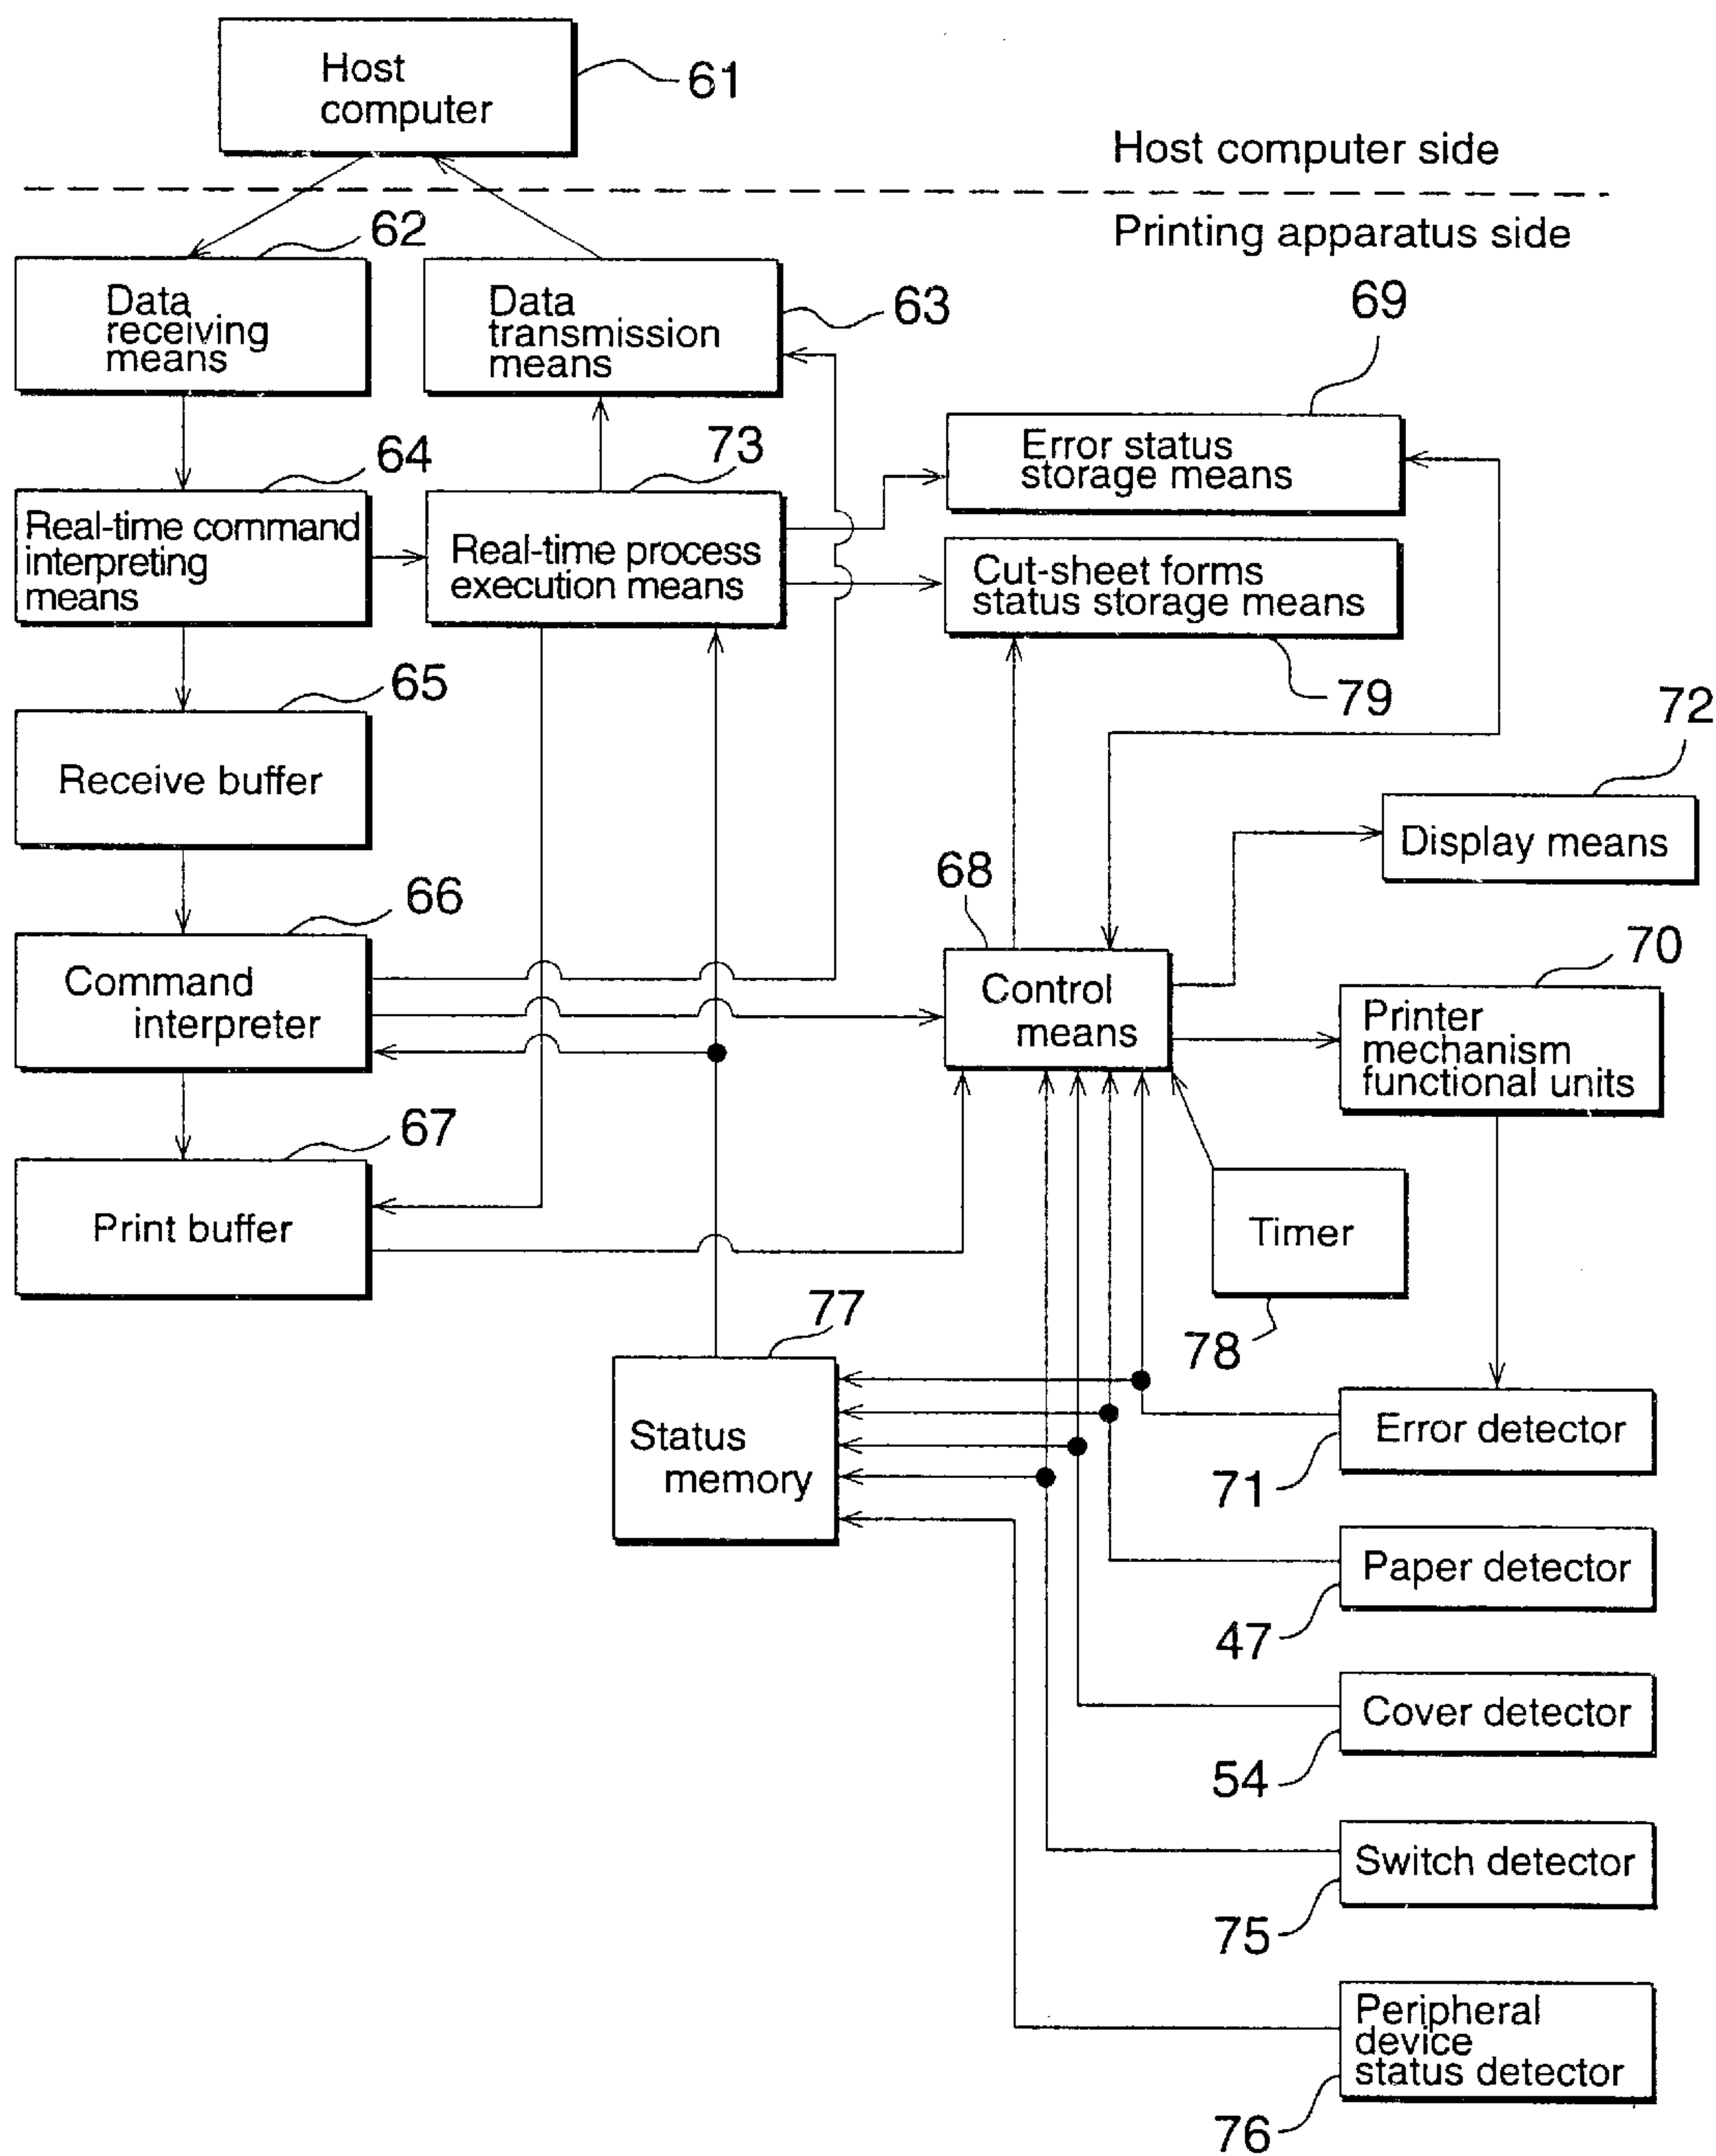 Host
computer
61
Host computer side
Printing apparatus side
62
Data
receiving
means
Data
transmission
means
63
69
64
Real-time command
interpreting
means
73
Real-time process
execution means
Error status
storage means
Cut-sheet forms
status storage means
79
65
Receive buffer
72
Display means
66
Command
interpreter
68
Control
means
70
Printer
mechanism
functional units
67
Print buffer
Timer
78
77
Status
memory
Error detector
71
Paper detector
47
Cover detector
54
Switch detector
75
Peripheral
device
status detector
76